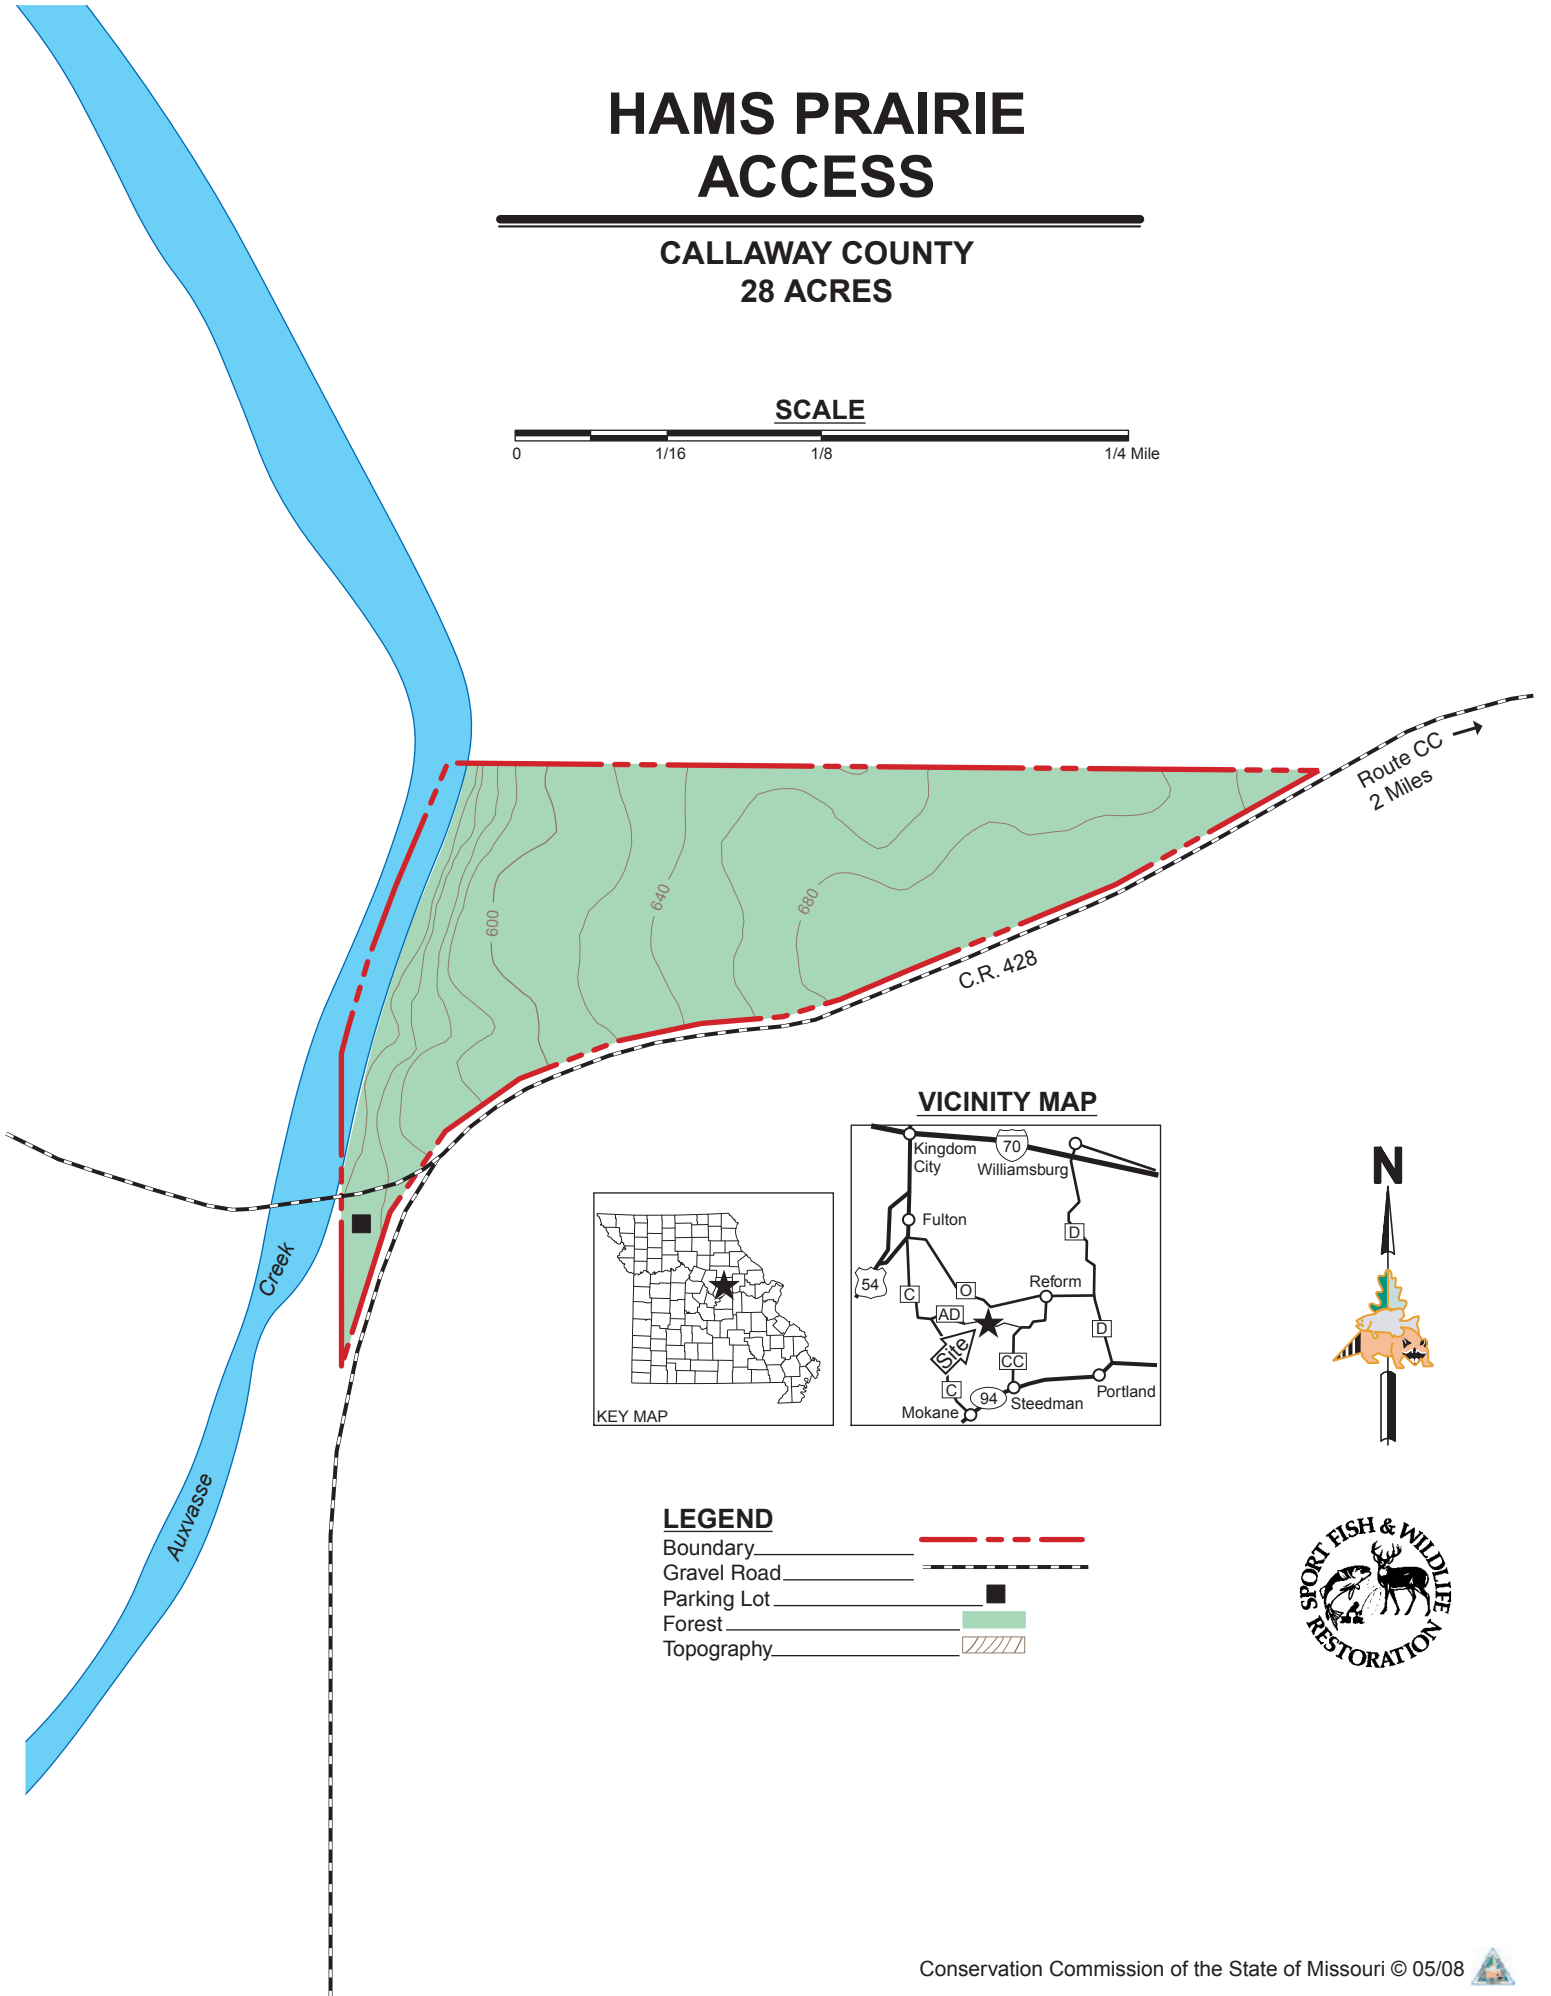 HAMS PRAIRIE
ACCESS
CALLAWAY COUNTY
28 ACRES
SCALE
0 1/16 1/8 1/4 Mile
Route CC
2 Miles
600
640
680
C.R. 428
Creek
Auxvasse
VICINITY MAP
Kingdom
City
70
Williamsburg
Fulton
D
54
C
O
Reform
AD
D
Site
CC
C
94
Steedman
Portland
Mokane
KEY MAP
N
LEGEND
Boundary
Gravel Road
Parking Lot
Forest
Topography
SPORT FISH & WILDLIFE
RESTORATION
Conservation Commission of the State of Missouri © 05/08